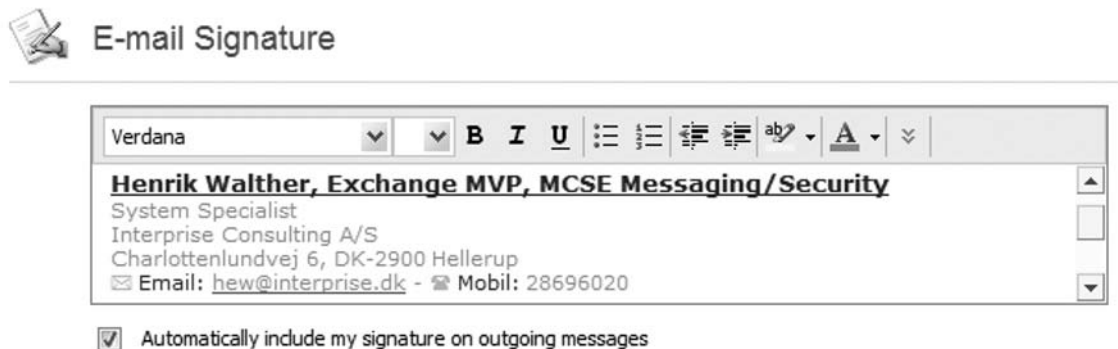 E-mail Signature
Verdana B I U ab A
Henrik Walther, Exchange MVP, MCSE Messaging/Security
System Specialist
Interprise Consulting A/S
Charlottenlundvej 6, DK-2900 Hellerup
✉ Email: hew@interprise.dk - ☎ Mobil: 28696020
Automatically include my signature on outgoing messages